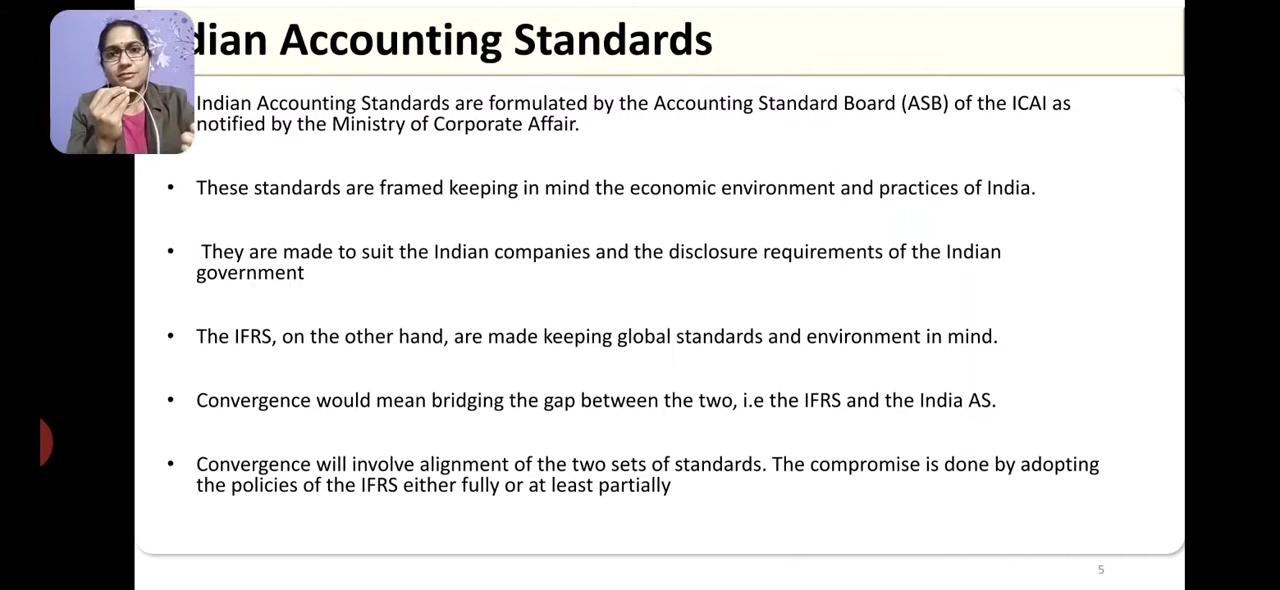 dian Accounting Standards
Indian Accounting Standards are formulated by the Accounting Standard Board (ASB) of the ICAI as
notified by the Ministry of Corporate Affair.
• These standards are framed keeping in mind the economic environment and practices of India.
• They are made to suit the Indian companies and the disclosure requirements of the Indian
government
• The IFRS, on the other hand, are made keeping global standards and environment in mind.
• Convergence would mean bridging the gap between the two, i.e the IFRS and the India AS.
• Convergence will involve alignment of the two sets of standards. The compromise is done by adopting
the policies of the IFRS either fully or at least partially
5